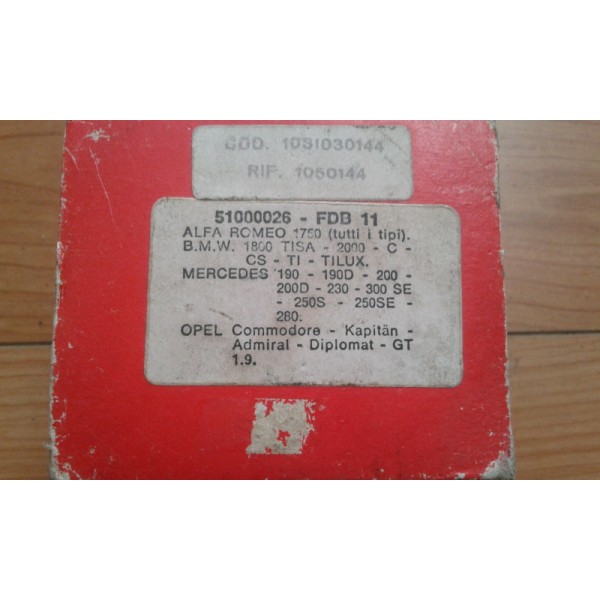 COD. 10SI030144
RIF. 1050144
51000026 - FDB 11
ALFA ROMEO 1750 (tutti i tipi).
B.M.W. 1800 TISA - 2000 - C -
CS - TI - TILUX.
MERCEDES 190 - 190D - 200 -
200D - 230 - 300 SE
- 250S - 250SE -
280.
OPEL Commodore - Kapitän -
Admiral - Diplomat - GT
1.9.